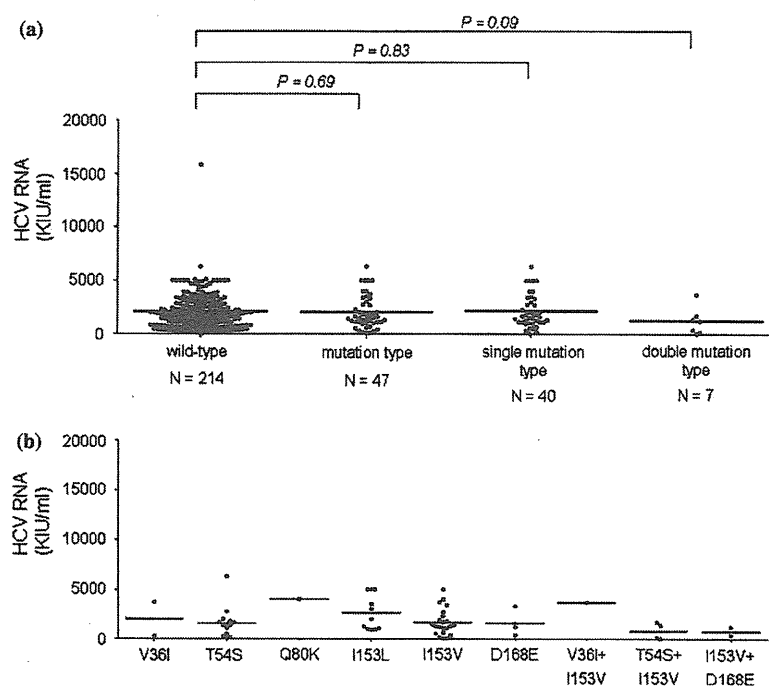 (a)
P = 0.09
P = 0.83
P = 0.69
HCV RNA
(KIU/ml)
20000
15000
10000
5000
0
wild-type
N = 214
mutation type
N = 47
single mutation
type
N = 40
double mutation
type
N = 7
(b)
HCV RNA
(KIU/ml)
20000
15000
10000
5000
0
V36I
T54S
Q80K
I153L
I153V
D168E
V36I+
I153V
T54S+
I153V
I153V+
D168E